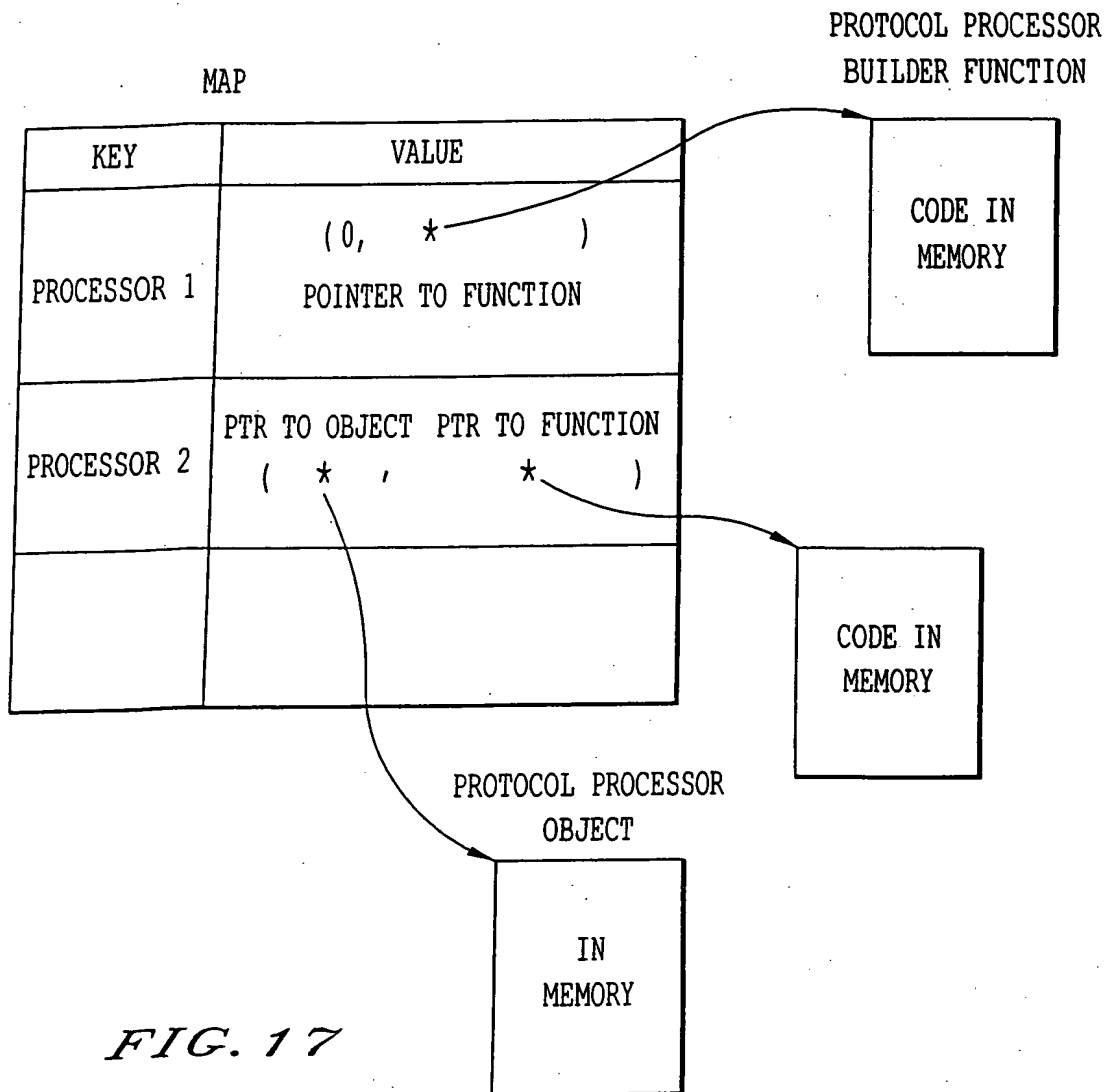 PROTOCOL PROCESSOR
BUILDER FUNCTION
MAP
KEY VALUE
CODE IN
MEMORY
(0, * )
PROCESSOR 1
POINTER TO FUNCTION
PTR TO OBJECT PTR TO FUNCTION
PROCESSOR 2
( * , * )
CODE IN
MEMORY
PROTOCOL PROCESSOR
OBJECT
IN
MEMORY
FIG. 17